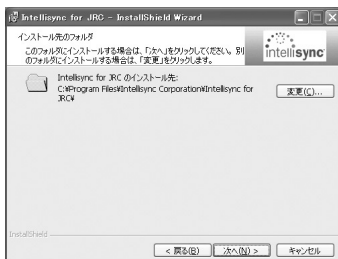 Intellisync for JRC - InstallShield Wizard
インストール先のフォルダ
このフォルダにインストールする場合は、「次へ」をクリックしてください。別
のフォルダにインストールする場合は、「変更」をクリックします。
intellisync
Intellisync for JRC のインストール先:
C:¥Program Files¥Intellisync Corporation¥Intellisync for
JRC¥
変更(C)...
InstallShield
< 戻る(B)
次へ(N) >
キャンセル